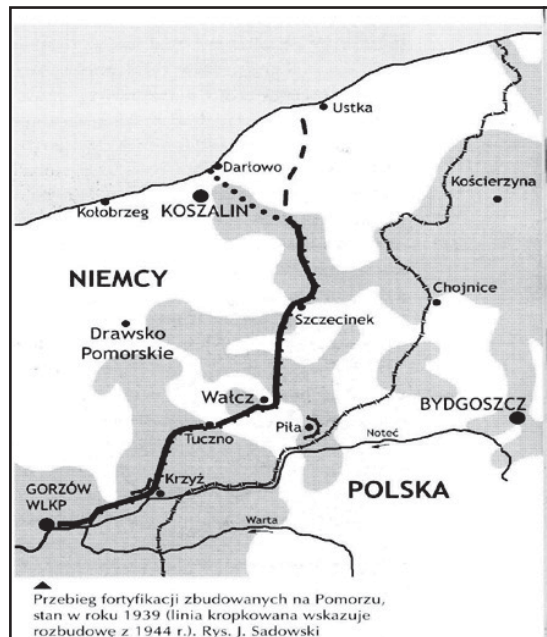 Ustka
Darłowo
Kościerzyna
Kołobrzeg
KOSZALIN
NIEMCY
Chojnice
Szczecinek
Drawsko
Pomorskie
Wałcz
BYDGOSZCZ
Piła
Tuczno
Noteć
Krzyż
POLSKA
GORZÓW
WLKP
Warta
Przebieg fortyfikacji zbudowanych na Pomorzu,
stan w roku 1939 (linia kropkowana wskazuje
rozbudowę z 1944 r.). Rys. J. Sadowski